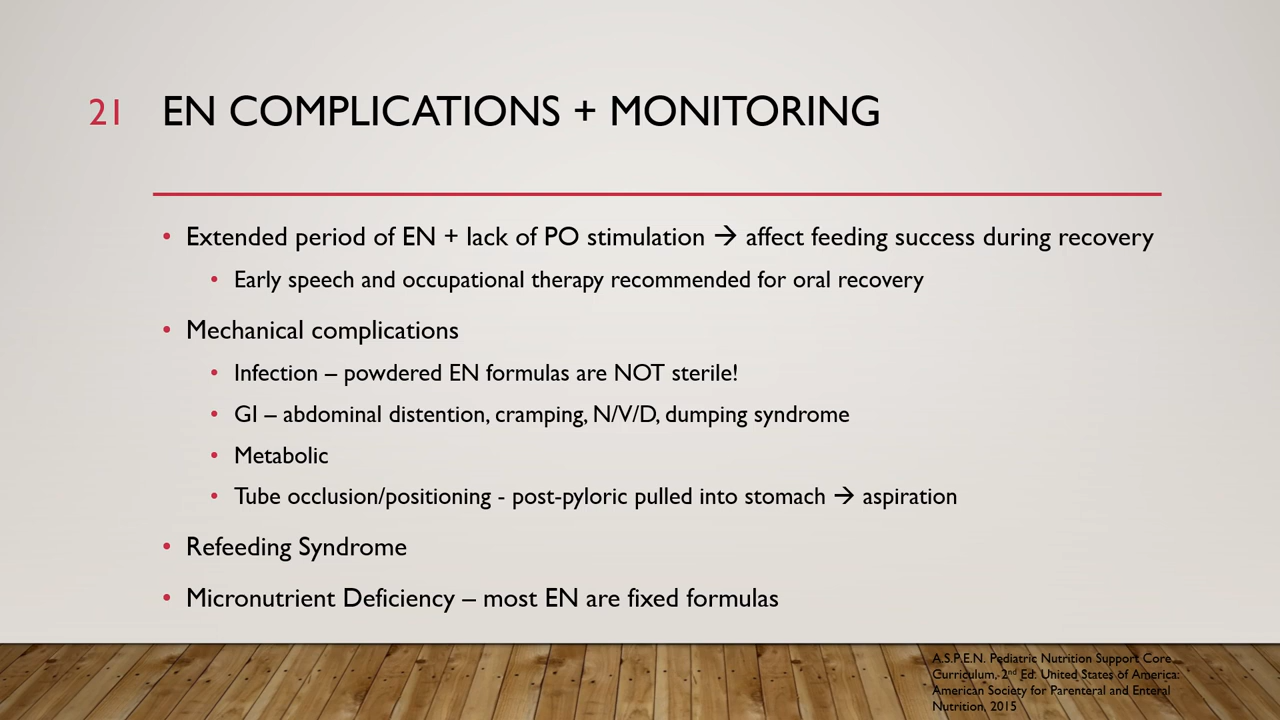 21 EN COMPLICATIONS + MONITORING
• Extended period of EN + lack of PO stimulation → affect feeding success during recovery
• Early speech and occupational therapy recommended for oral recovery
• Mechanical complications
• Infection – powdered EN formulas are NOT sterile!
• GI – abdominal distention, cramping, N/V/D, dumping syndrome
• Metabolic
• Tube occlusion/positioning - post-pyloric pulled into stomach → aspiration
• Refeeding Syndrome
• Micronutrient Deficiency – most EN are fixed formulas
A.S.P.E.N. Pediatric Nutrition Support Core
Curriculum, 2nd Ed. United States of America:
American Society for Parenteral and Enteral
Nutrition, 2015